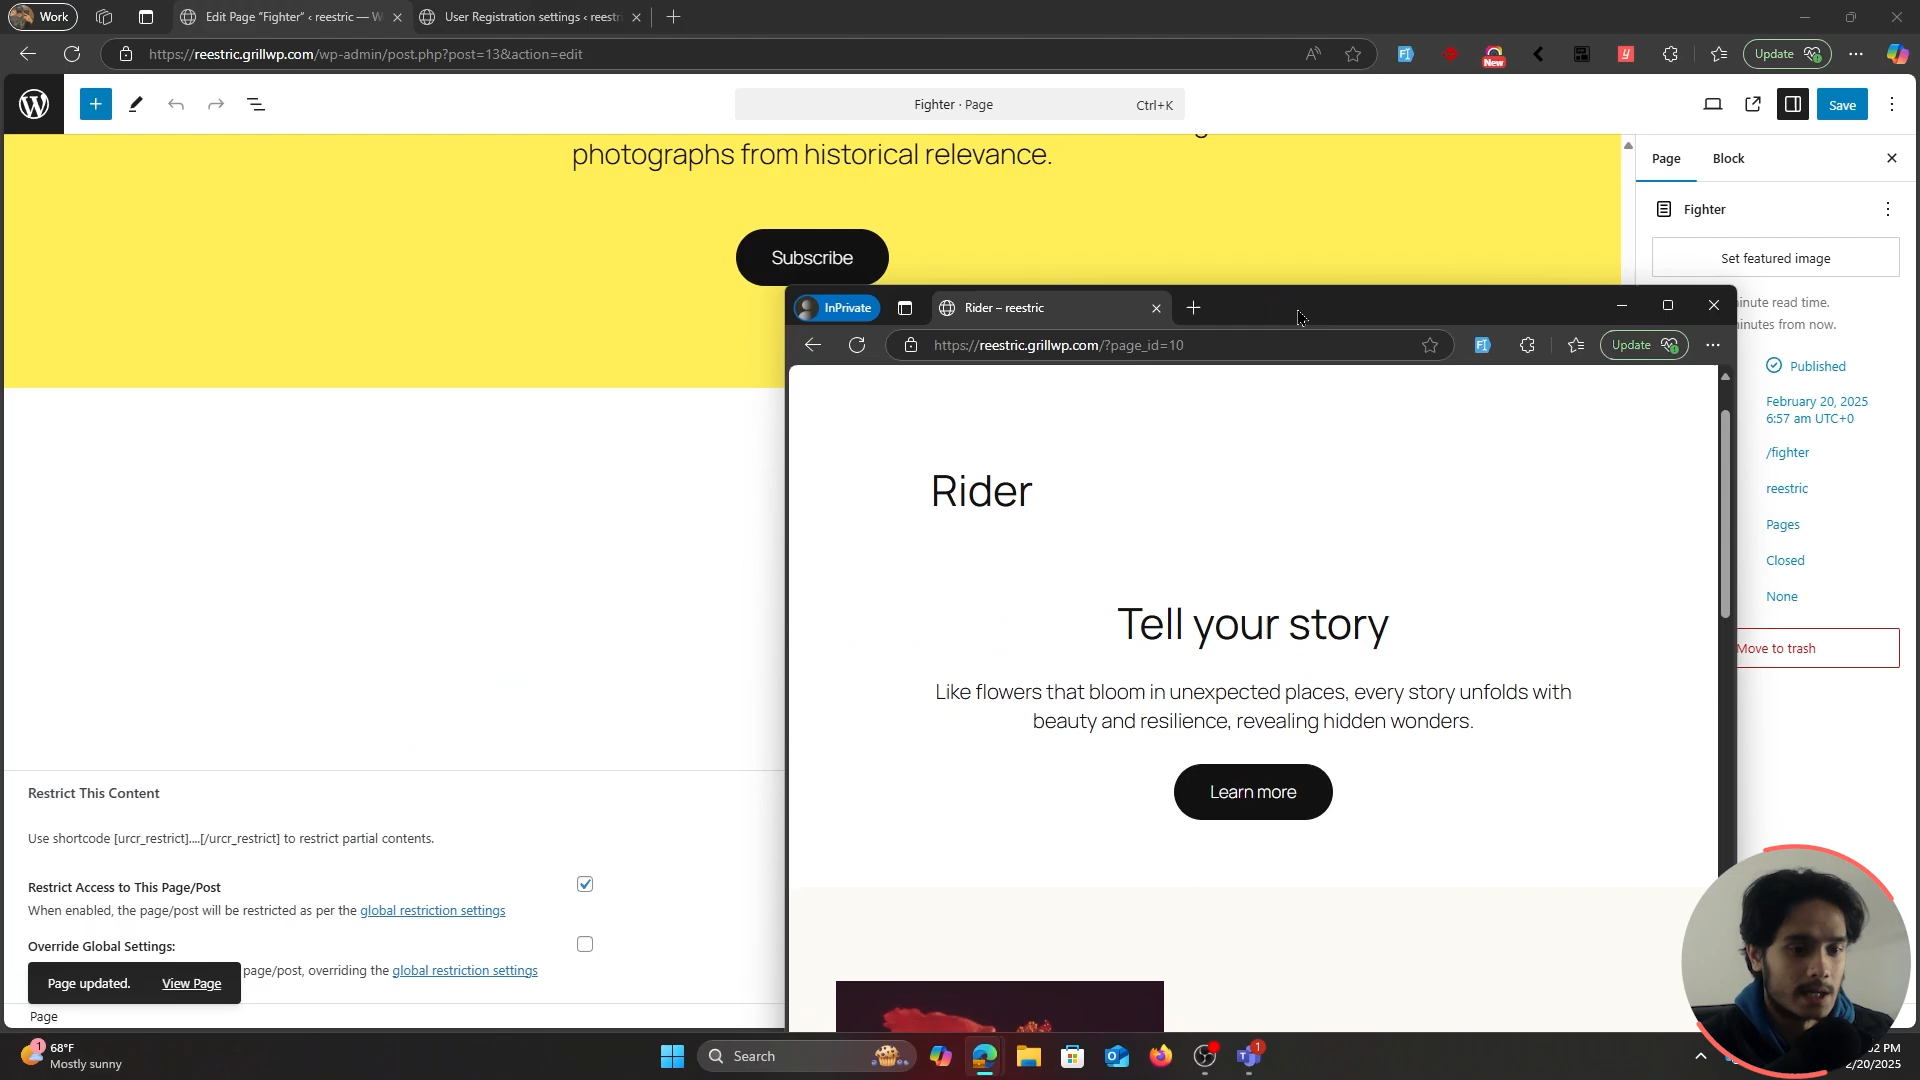 Work
Edit Page "Fighter" ‹ reestric — W
User Registration settings ‹ reestr
https://reestric.grillwp.com/wp-admin/post.php?post=13&action=edit
New
Update
Fighter · Page
Ctrl+K
Save
photographs from historical relevance.
Subscribe
Page
Block
Fighter
Set featured image
inute read time.
inutes from now.
Published
February 20, 2025
6:57 am UTC+0
/fighter
reestric
Pages
Closed
None
Move to trash
InPrivate
Rider – reestric
https://reestric.grillwp.com/?page_id=10
Update
Rider
Tell your story
Like flowers that bloom in unexpected places, every story unfolds with
beauty and resilience, revealing hidden wonders.
Learn more
Restrict This Content
Use shortcode [urcr_restrict]....[/urcr_restrict] to restrict partial contents.
Restrict Access to This Page/Post
When enabled, the page/post will be restricted as per the global restriction settings
Override Global Settings:
page/post, overriding the global restriction settings
Page updated.
View Page
Page
1
68°F
Mostly sunny
Search
1
02 PM
2/20/2025